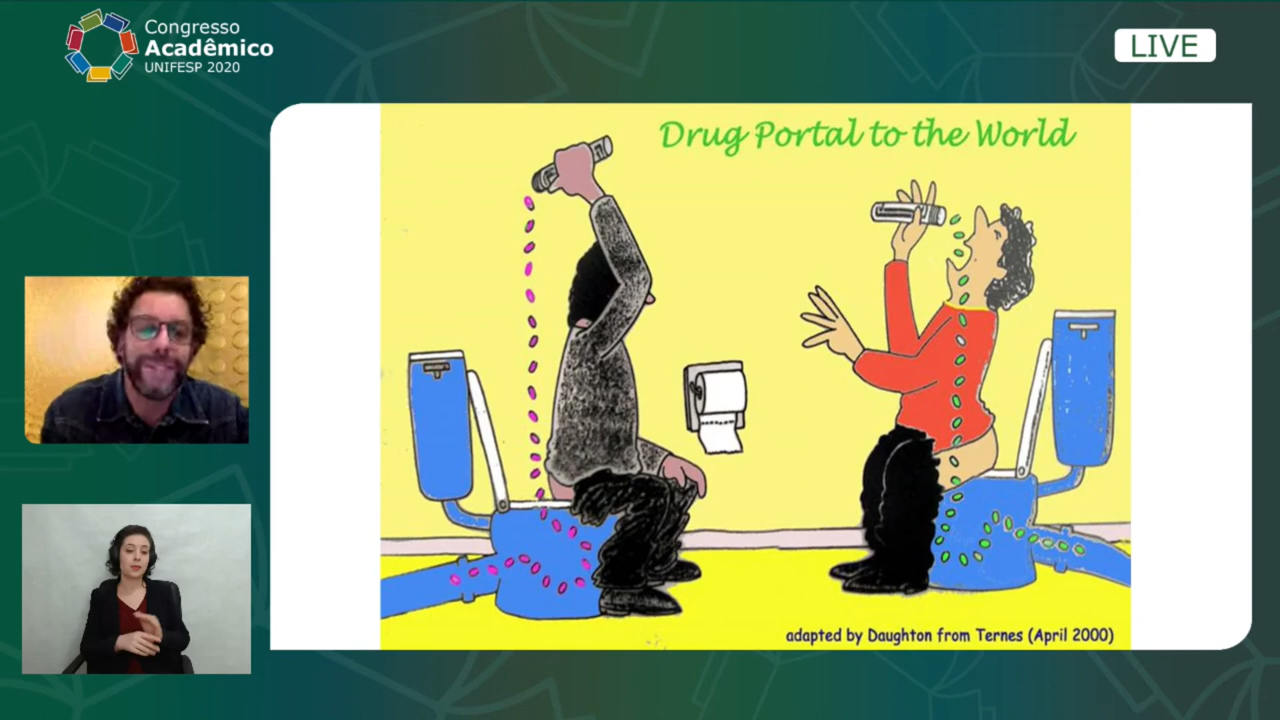 Congresso
Acadêmico
UNIFESP 2020
LIVE
Drug Portal to the World
adapted by Daughton from Ternes (April 2000)